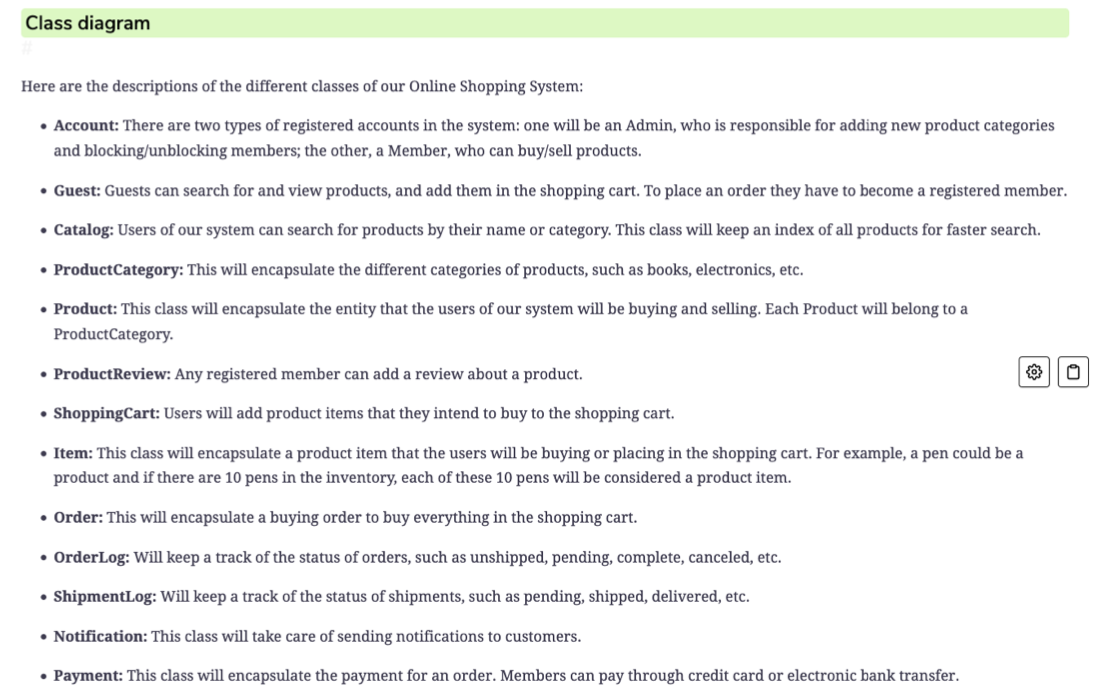 Class diagram
#
Here are the descriptions of the different classes of our Online Shopping System:
• Account: There are two types of registered accounts in the system: one will be an Admin, who is responsible for adding new product categories
and blocking/unblocking members; the other, a Member, who can buy/sell products.
• Guest: Guests can search for and view products, and add them in the shopping cart. To place an order they have to become a registered member.
• Catalog: Users of our system can search for products by their name or category. This class will keep an index of all products for faster search.
• ProductCategory: This will encapsulate the different categories of products, such as books, electronics, etc.
• Product: This class will encapsulate the entity that the users of our system will be buying and selling. Each Product will belong to a
ProductCategory.
• ProductReview: Any registered member can add a review about a product.
• ShoppingCart: Users will add product items that they intend to buy to the shopping cart.
• Item: This class will encapsulate a product item that the users will be buying or placing in the shopping cart. For example, a pen could be a
product and if there are 10 pens in the inventory, each of these 10 pens will be considered a product item.
• Order: This will encapsulate a buying order to buy everything in the shopping cart.
• OrderLog: Will keep a track of the status of orders, such as unshipped, pending, complete, canceled, etc.
• ShipmentLog: Will keep a track of the status of shipments, such as pending, shipped, delivered, etc.
• Notification: This class will take care of sending notifications to customers.
• Payment: This class will encapsulate the payment for an order. Members can pay through credit card or electronic bank transfer.